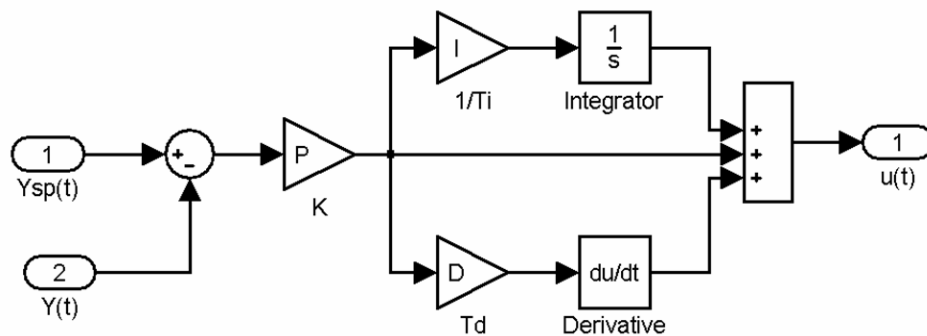 I
1
s
1/Ti
Integrator
1
Ysp(t)
+
-
P
K
+
+
+
1
u(t)
2
Y(t)
D
du/dt
Td
Derivative